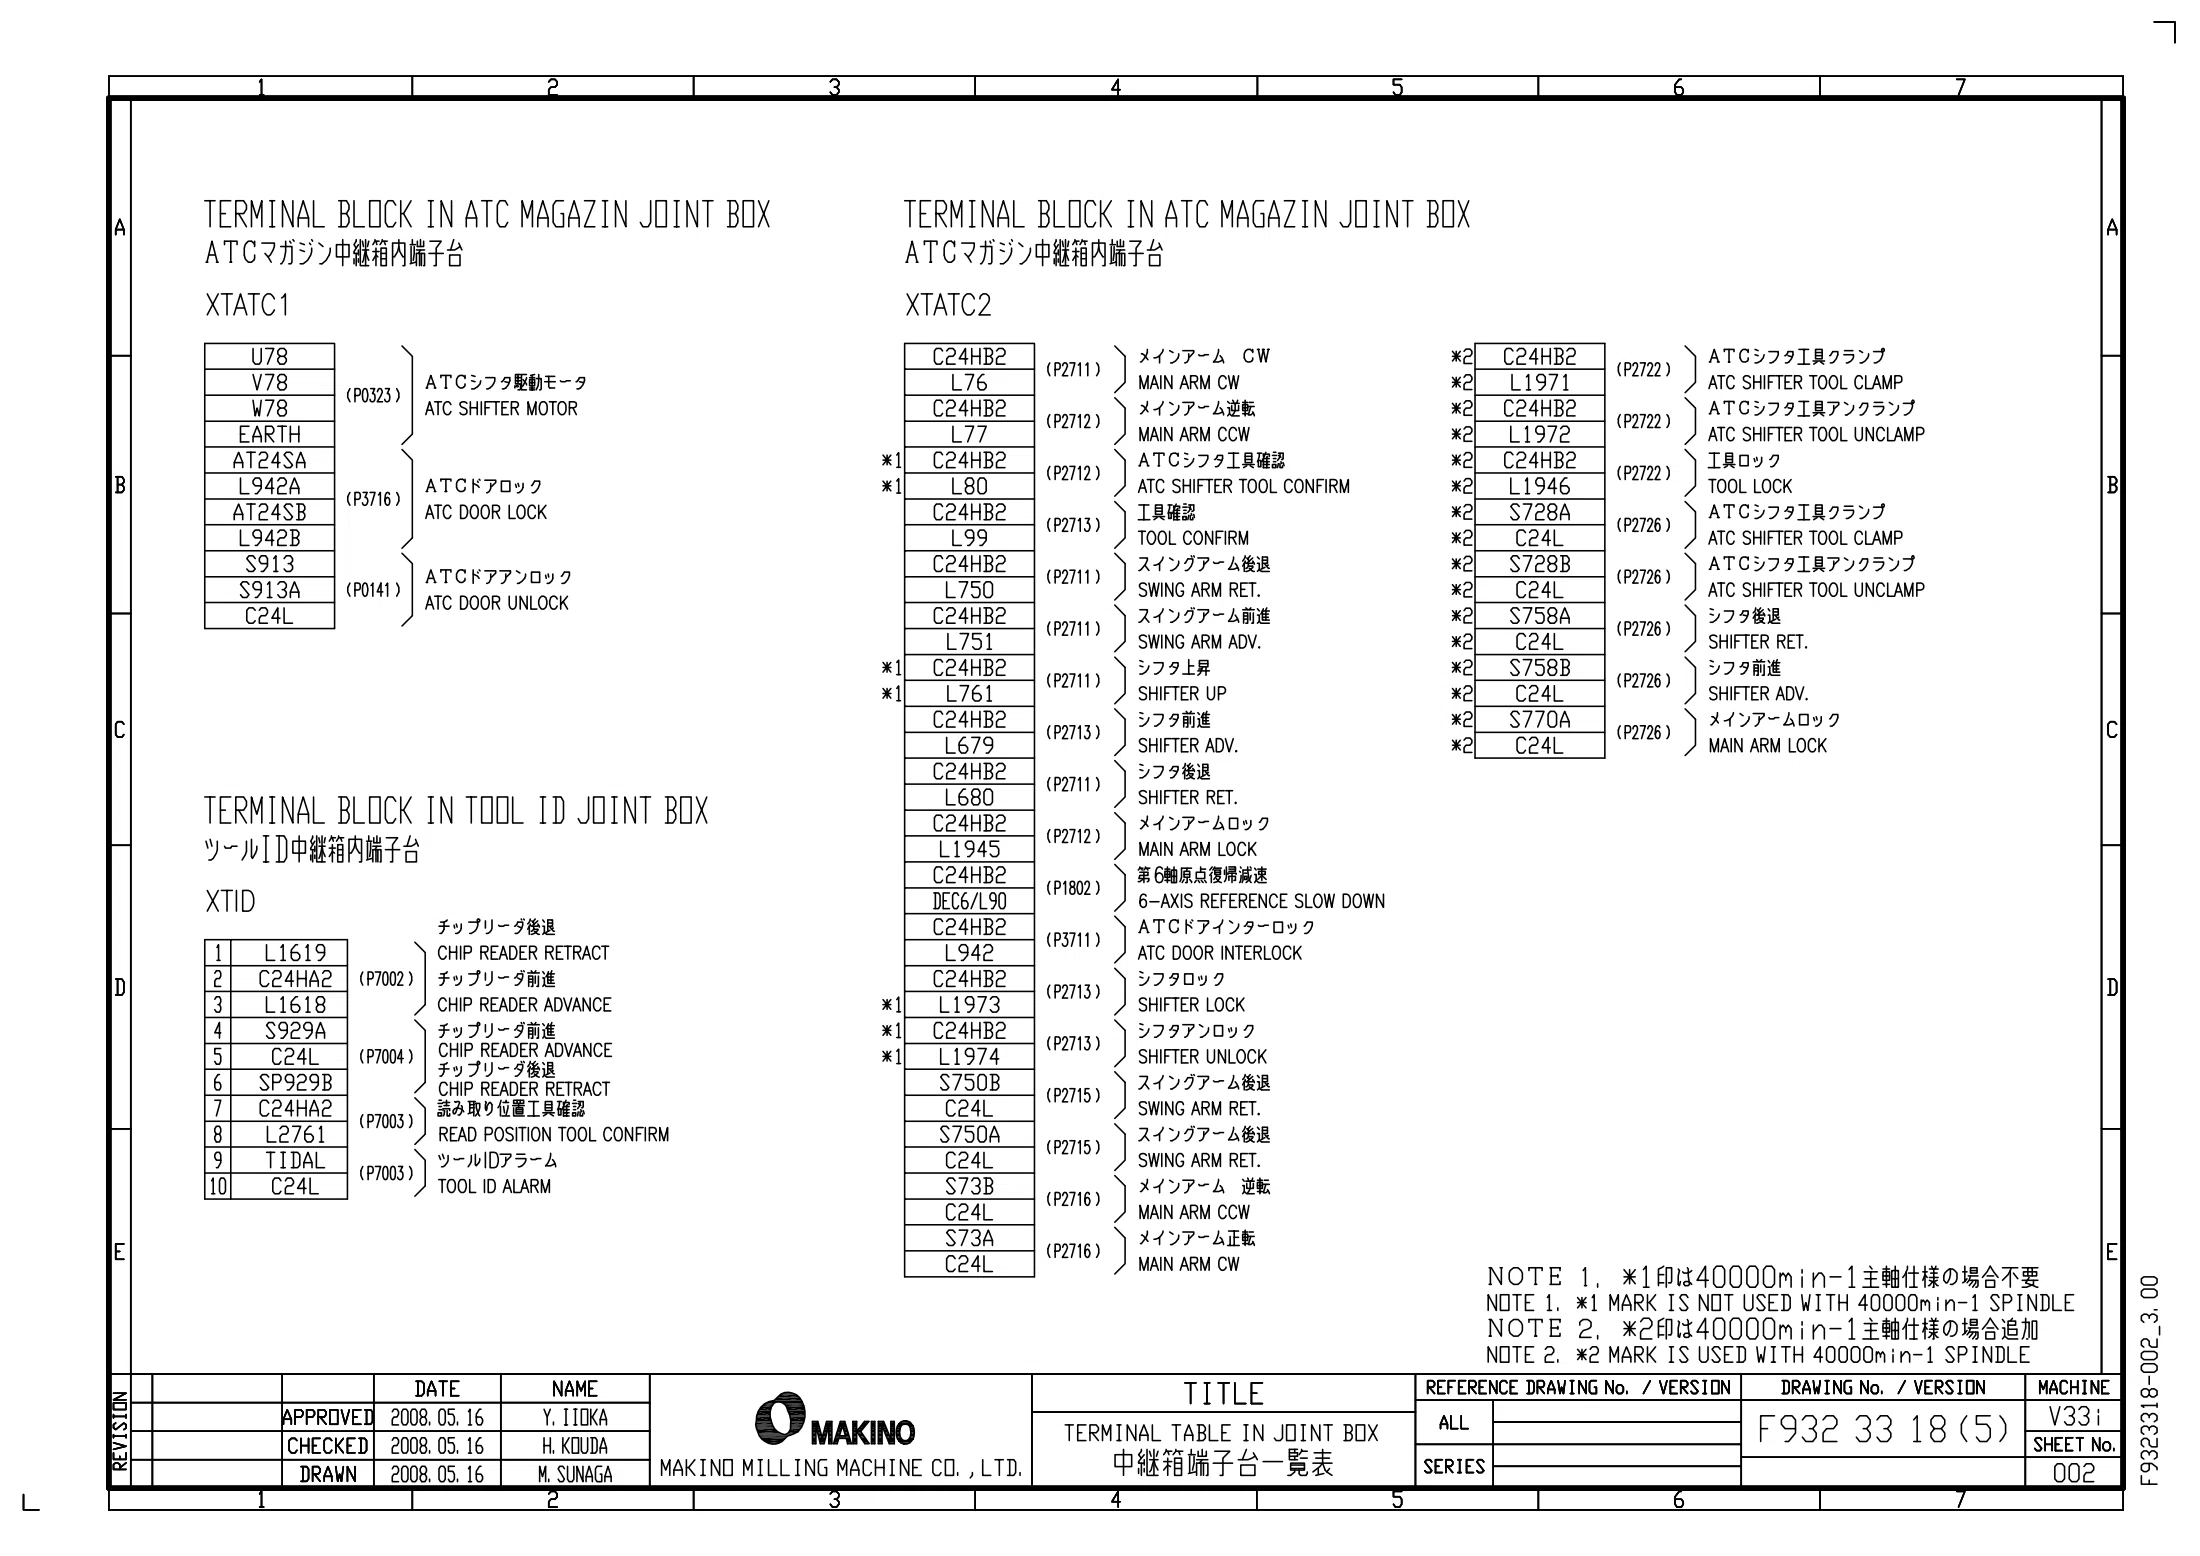 1 2 3 4 5 6 7
A A
B B
C C
D D
E E
TERMINAL BLOCK IN ATC MAGAZIN JOINT BOX
ATCマガジン中継箱内端子台
XTATC1
U78
V78
W78
EARTH
(P0323)
ATCシフタ駆動モータ
ATC SHIFTER MOTOR
AT24SA
L942A
AT24SB
L942B
(P3716)
ATCドアロック
ATC DOOR LOCK
S913
S913A
C24L
(P0141)
ATCドアアンロック
ATC DOOR UNLOCK
TERMINAL BLOCK IN TOOL ID JOINT BOX
ツールID中継箱内端子台
XTID
チップリーダ後退
1 L1619 CHIP READER RETRACT
2 C24HA2 (P7002) チップリーダ前進
3 L1618 CHIP READER ADVANCE
4 S929A チップリーダ前進
CHIP READER ADVANCE
5 C24L (P7004)
チップリーダ後退
6 SP929B CHIP READER RETRACT
7 C24HA2 読み取り位置工具確認
(P7003)
8 L2761 READ POSITION TOOL CONFIRM
9 TIDAL ツールIDアラーム
(P7003)
10 C24L TOOL ID ALARM
TERMINAL BLOCK IN ATC MAGAZIN JOINT BOX
ATCマガジン中継箱内端子台
XTATC2
C24HB2 メインアーム CW
(P2711)
L76 MAIN ARM CW
C24HB2 メインアーム逆転
(P2712)
L77 MAIN ARM CCW
*1 C24HB2 ATCシフタ工具確認
(P2712)
*1 L80 ATC SHIFTER TOOL CONFIRM
C24HB2 工具確認
(P2713)
L99 TOOL CONFIRM
C24HB2 スイングアーム後退
(P2711)
L750 SWING ARM RET.
C24HB2 スイングアーム前進
(P2711)
L751 SWING ARM ADV.
*1 C24HB2 シフタ上昇
(P2711)
*1 L761 SHIFTER UP
C24HB2 シフタ前進
(P2713)
L679 SHIFTER ADV.
C24HB2 シフタ後退
(P2711)
L680 SHIFTER RET.
C24HB2 メインアームロック
(P2712)
L1945 MAIN ARM LOCK
C24HB2 第6軸原点復帰減速
(P1802)
DEC6/L90 6-AXIS REFERENCE SLOW DOWN
C24HB2 ATCドアインターロック
(P3711)
L942 ATC DOOR INTERLOCK
C24HB2 シフタロック
(P2713)
*1 L1973 SHIFTER LOCK
*1 C24HB2 シフタアンロック
(P2713)
*1 L1974 SHIFTER UNLOCK
S750B スイングアーム後退
(P2715)
C24L SWING ARM RET.
S750A スイングアーム後退
(P2715)
C24L SWING ARM RET.
S73B メインアーム 逆転
(P2716)
C24L MAIN ARM CCW
S73A メインアーム正転
(P2716)
C24L MAIN ARM CW
*2 C24HB2 ATCシフタ工具クランプ
(P2722)
*2 L1971 ATC SHIFTER TOOL CLAMP
*2 C24HB2 ATCシフタ工具アンクランプ
(P2722)
*2 L1972 ATC SHIFTER TOOL UNCLAMP
*2 C24HB2 工具ロック
(P2722)
*2 L1946 TOOL LOCK
*2 S728A ATCシフタ工具クランプ
(P2726)
*2 C24L ATC SHIFTER TOOL CLAMP
*2 S728B ATCシフタ工具アンクランプ
(P2726)
*2 C24L ATC SHIFTER TOOL UNCLAMP
*2 S758A シフタ後退
(P2726)
*2 C24L SHIFTER RET.
*2 S758B シフタ前進
(P2726)
*2 C24L SHIFTER ADV.
*2 S770A メインアームロック
(P2726)
*2 C24L MAIN ARM LOCK
NOTE 1. *1印は40000min-1主軸仕様の場合不要
NOTE 1. *1 MARK IS NOT USED WITH 40000min-1 SPINDLE
NOTE 2. *2印は40000min-1主軸仕様の場合追加
NOTE 2. *2 MARK IS USED WITH 40000min-1 SPINDLE
REVISION
DATE NAME
APPROVED 2008.05.16 Y. IIOKA
CHECKED 2008.05.16 H. KOUDA
DRAWN 2008.05.16 M. SUNAGA
MAKINO
MAKINO MILLING MACHINE CO.,LTD.
TITLE
TERMINAL TABLE IN JOINT BOX
中継箱端子台一覧表
REFERENCE DRAWING No. / VERSION
ALL
SERIES
DRAWING No. / VERSION
F932 33 18(5)
MACHINE
V33i
SHEET No.
002
F9323318-002_3.00
1 2 3 4 5 6 7